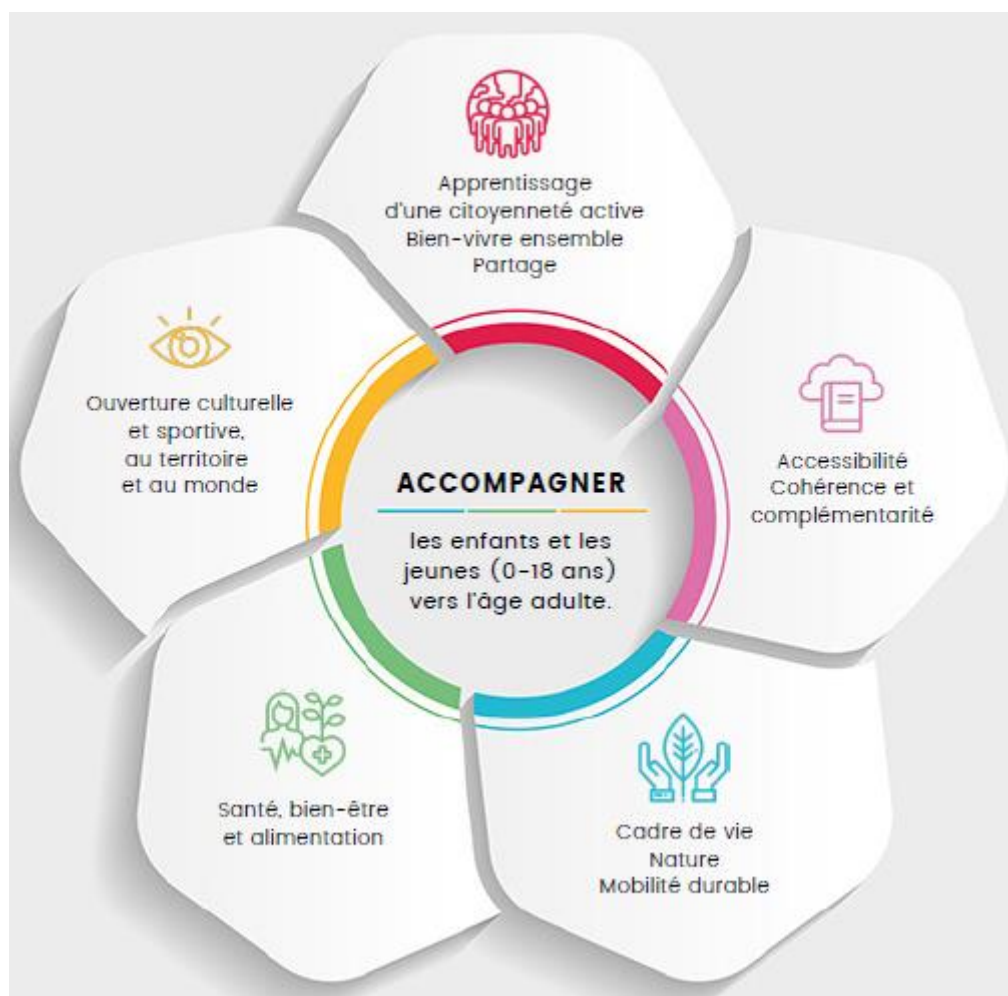 Apprentissage
d'une citoyenneté active
Bien-vivre ensemble
Partage
Ouverture culturelle
et sportive,
au territoire
et au monde
Accessibilité
Cohérence et
complémentarité
ACCOMPAGNER
les enfants et les
jeunes (0-18 ans)
vers l'âge adulte.
Santé, bien-être
et alimentation
Cadre de vie
Nature
Mobilité durable